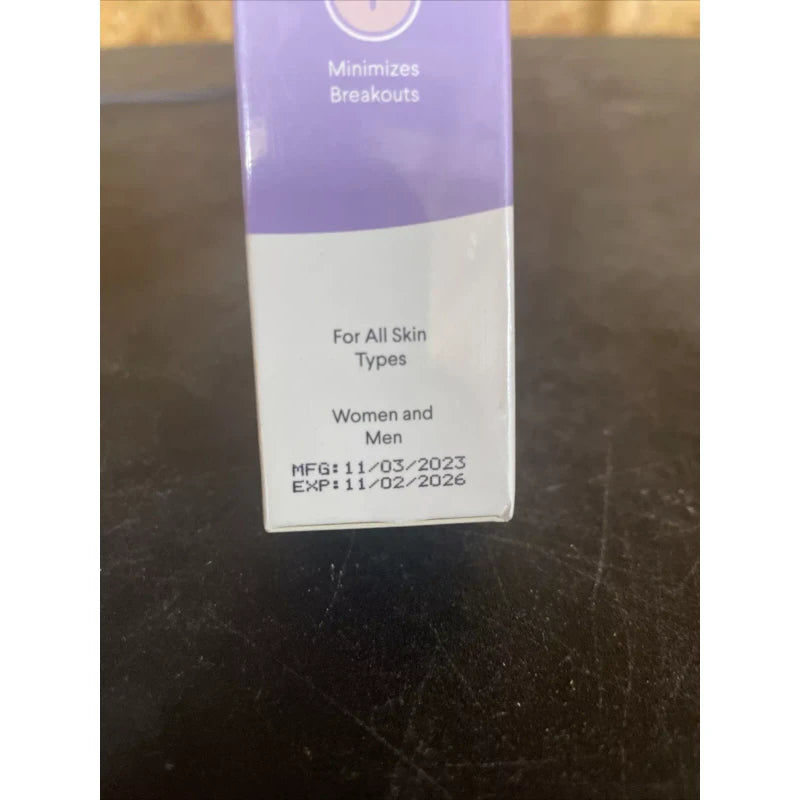 Minimizes
Breakouts
For All Skin
Types
Women and
Men
MFG:11/03/2023
EXP:11/02/2026